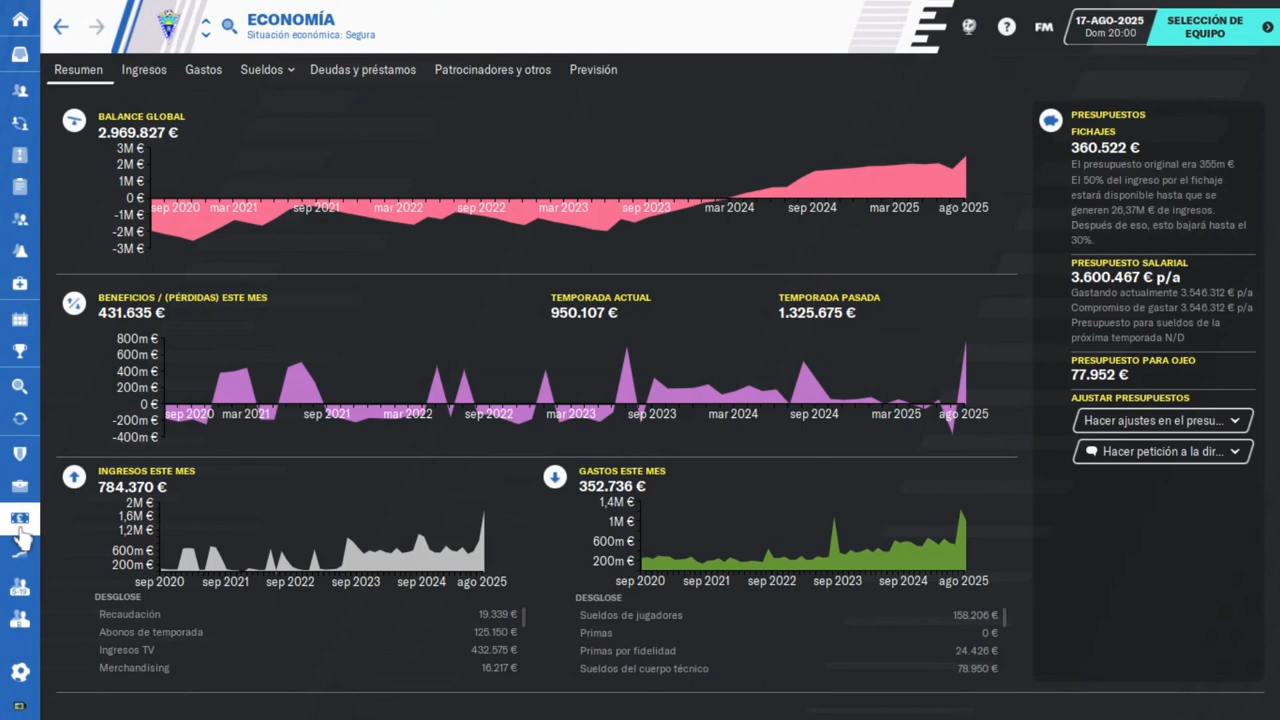 ECONOMÍA
Situación económica: Segura
FM
17-AGO-2025
Dom 20:00
SELECCIÓN DE
EQUIPO
Resumen
Ingresos
Gastos
Sueldos
Deudas y préstamos
Patrocinadores y otros
Previsión
BALANCE GLOBAL
2.969.827 €
3M €
2M €
1M €
0 €
-1M €
-2M €
-3M €
sep 2020 mar 2021 sep 2021 mar 2022 sep 2022 mar 2023 sep 2023 mar 2024 sep 2024 mar 2025 ago 2025
BENEFICIOS / (PÉRDIDAS) ESTE MES
431.635 €
TEMPORADA ACTUAL
950.107 €
TEMPORADA PASADA
1.325.675 €
800m €
600m €
400m €
200m €
0 €
-200m €
-400m €
sep 2020 mar 2021 sep 2021 mar 2022 sep 2022 mar 2023 sep 2023 mar 2024 sep 2024 mar 2025 ago 2025
INGRESOS ESTE MES
784.370 €
2M €
1,6M €
1,2M €
600m €
200m €
sep 2020 sep 2021 sep 2022 sep 2023 sep 2024 ago 2025
DESGLOSE
Recaudación 19.339 €
Abonos de temporada 125.150 €
Ingresos TV 432.575 €
Merchandising 16.217 €
GASTOS ESTE MES
352.736 €
1,4M €
1M €
600m €
200m €
sep 2020 sep 2021 sep 2022 sep 2023 sep 2024 ago 2025
DESGLOSE
Sueldos de jugadores 158.206 €
Primas 0 €
Primas por fidelidad 24.426 €
Sueldos del cuerpo técnico 78.950 €
PRESUPUESTOS
FICHAJES
360.522 €
El presupuesto original era 355m €
El 50% del ingreso por el fichaje
estará disponible hasta que se
generen 26,37M € de ingresos.
Después de eso, esto bajará hasta el
30%.
PRESUPUESTO SALARIAL
3.600.467 € p/a
Gastando actualmente 3.546.312 € p/a
Compromiso de gastar 3.546.312 € p/a
Presupuesto para sueldos de la
próxima temporada N/D
PRESUPUESTO PARA OJEO
77.952 €
AJUSTAR PRESUPUESTOS
Hacer ajustes en el presu...
Hacer petición a la dir...